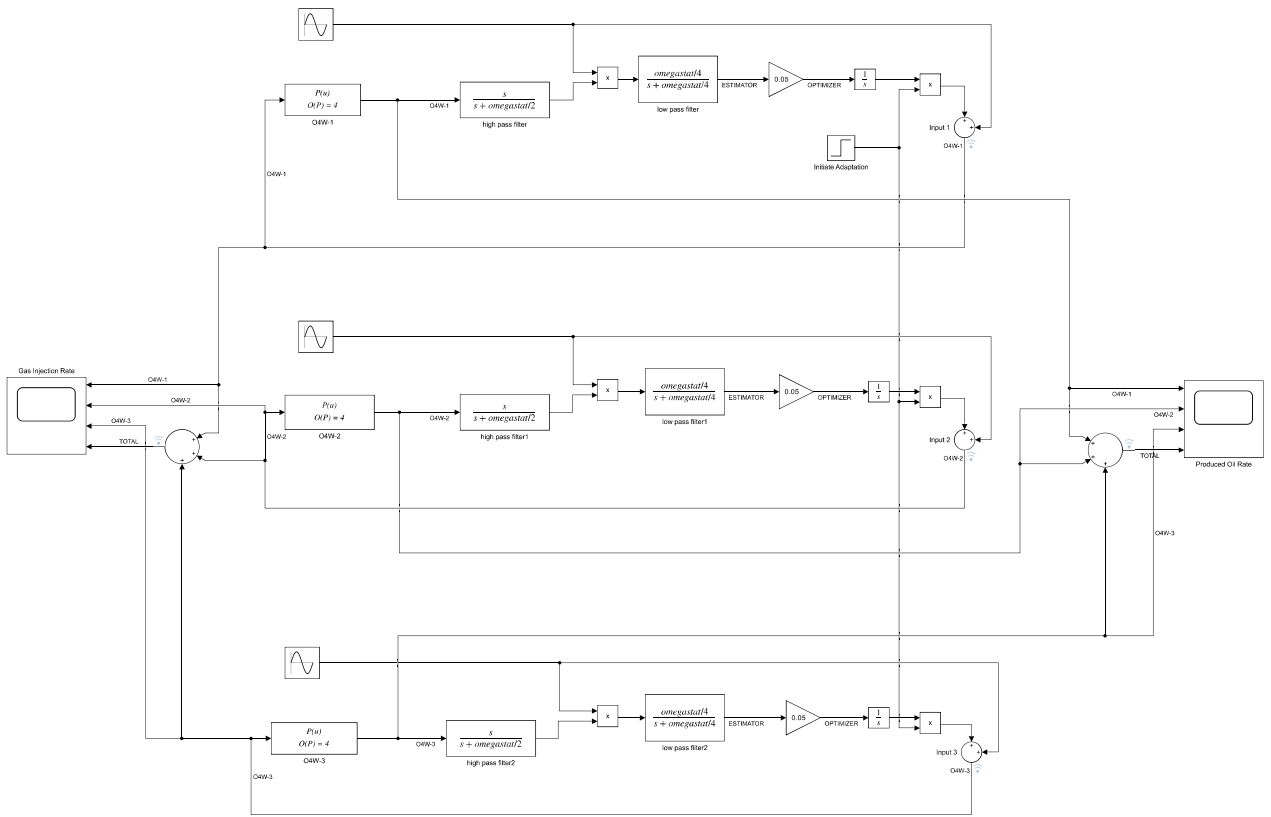 P(u)
O(P) = 4
O4W-1
O4W-1
s
s + omegastat/2
high pass filter
x
omegastat/4
s + omegastat/4
low pass filter
ESTIMATOR
0.05
OPTIMIZER
1
s
x
Input 1
+
+
O4W-1
Initiate Adaptation
O4W-1
Gas Injection Rate
O4W-1
O4W-2
O4W-3
TOTAL
+
+
+
O4W-2
P(u)
O(P) = 4
O4W-2
O4W-2
s
s + omegastat/2
high pass filter1
x
omegastat/4
s + omegastat/4
low pass filter1
ESTIMATOR
0.05
OPTIMIZER
1
s
x
Input 2
+
+
O4W-2
+
+
+
O4W-1
O4W-2
TOTAL
Produced Oil Rate
O4W-3
P(u)
O(P) = 4
O4W-3
O4W-3
O4W-3
s
s + omegastat/2
high pass filter2
x
omegastat/4
s + omegastat/4
low pass filter2
ESTIMATOR
0.05
OPTIMIZER
1
s
x
Input 3
+
+
O4W-3